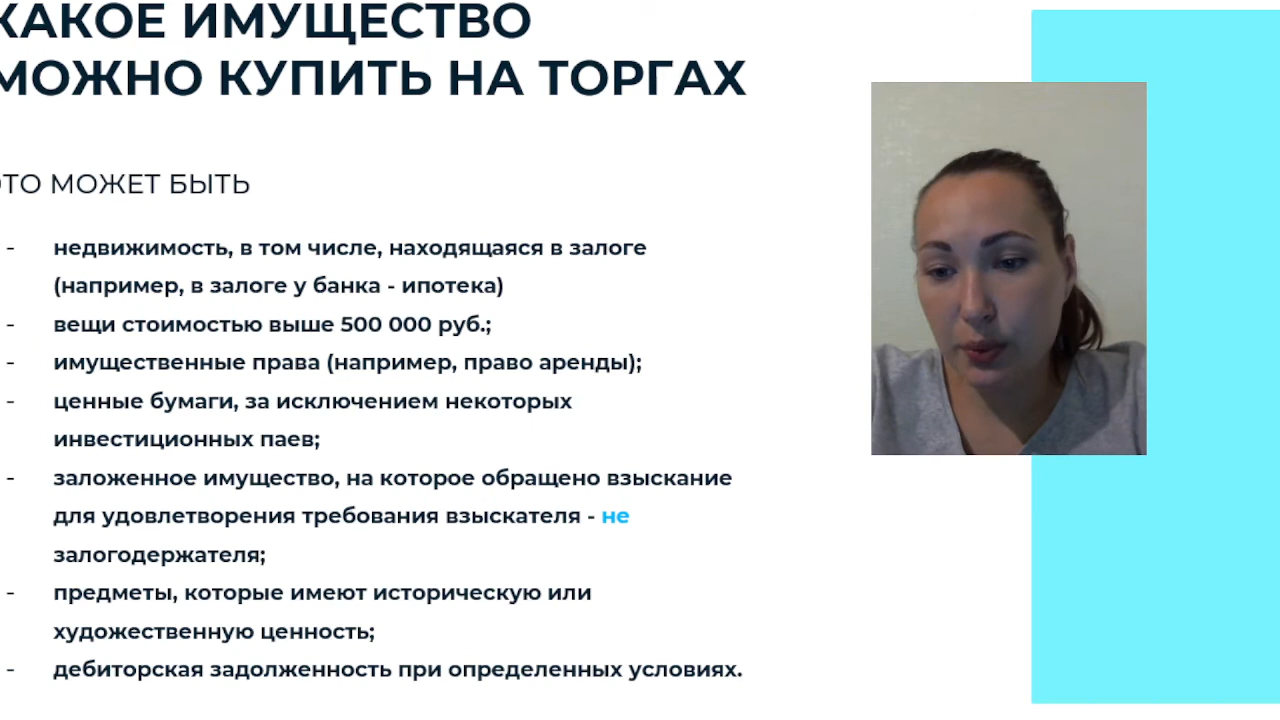 КАКОЕ ИМУЩЕСТВО
МОЖНО КУПИТЬ НА ТОРГАХ
ЭТО МОЖЕТ БЫТЬ
- недвижимость, в том числе, находящаяся в залоге
(например, в залоге у банка - ипотека)
- вещи стоимостью выше 500 000 руб.;
- имущественные права (например, право аренды);
- ценные бумаги, за исключением некоторых
инвестиционных паев;
- заложенное имущество, на которое обращено взыскание
для удовлетворения требования взыскателя - не
залогодержателя;
- предметы, которые имеют историческую или
художественную ценность;
- дебиторская задолженность при определенных условиях.